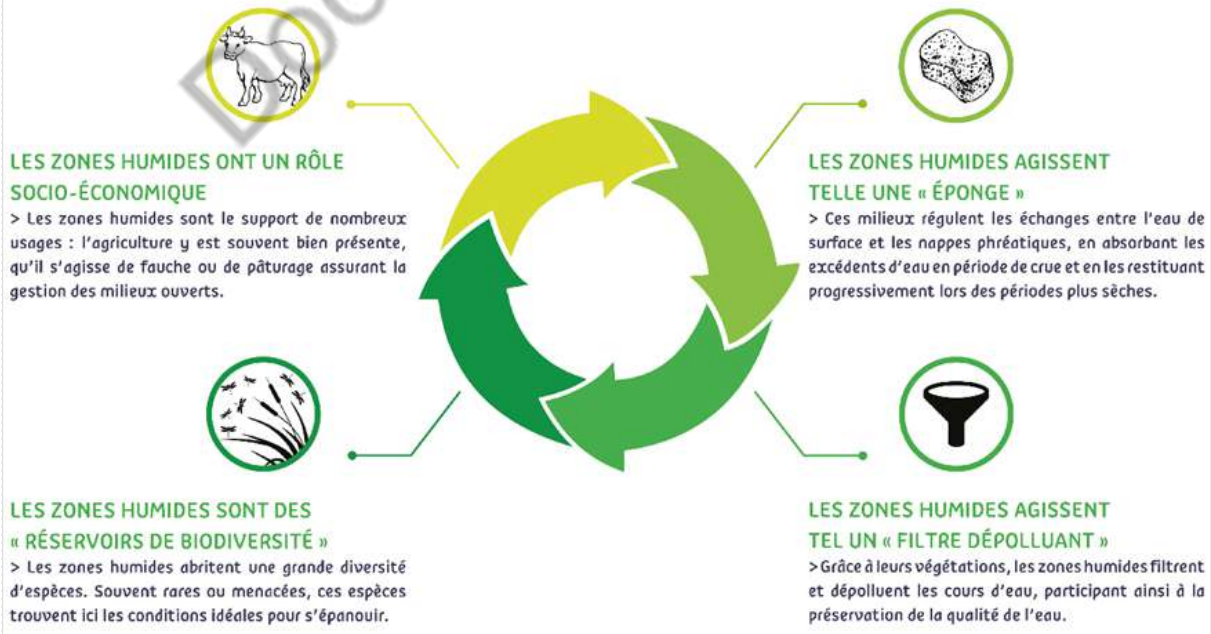 LES ZONES HUMIDES ONT UN RÔLE
SOCIO-ÉCONOMIQUE
> Les zones humides sont le support de nombreux
usages : l'agriculture y est souvent bien présente,
qu'il s'agisse de fauche ou de pâturage assurant la
gestion des milieux ouverts.
LES ZONES HUMIDES AGISSENT
TELLE UNE « ÉPONGE »
> Ces milieux régulent les échanges entre l'eau de
surface et les nappes phréatiques, en absorbant les
excédents d'eau en période de crue et en les restituant
progressivement lors des périodes plus sèches.
LES ZONES HUMIDES SONT DES
« RÉSERVOIRS DE BIODIVERSITÉ »
> Les zones humides abritent une grande diversité
d'espèces. Souvent rares ou menacées, ces espèces
trouvent ici les conditions idéales pour s'épanouir.
LES ZONES HUMIDES AGISSENT
TEL UN « FILTRE DÉPOLLUANT »
> Grâce à leurs végétations, les zones humides filtrent
et dépolluent les cours d'eau, participant ainsi à la
préservation de la qualité de l'eau.